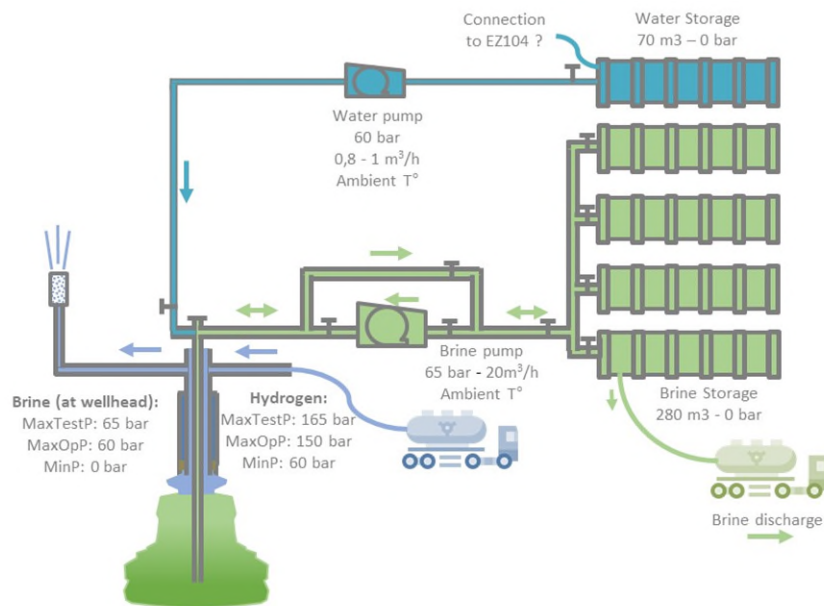 Connection
to EZ104 ?
Water Storage
70 m3 – 0 bar
Water pump
60 bar
0,8 - 1 m³/h
Ambient T°
Brine pump
65 bar - 20m³/h
Ambient T°
Brine (at wellhead):
MaxTestP: 65 bar
MaxOpP: 60 bar
MinP: 0 bar
Hydrogen:
MaxTestP: 165 bar
MaxOpP: 150 bar
MinP: 60 bar
Brine Storage
280 m3 - 0 bar
Brine discharge